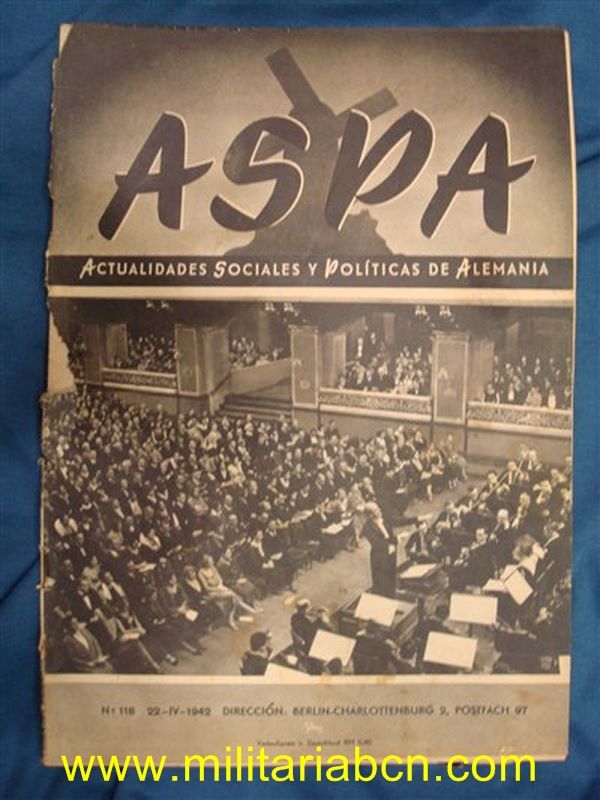 ASPA
ACTUALIDADES SOCIALES Y POLÍTICAS DE ALEMANIA
Nº 118 22-IV-1942 DIRECCIÓN: BERLIN-CHARLOTTENBURG 2, POSTFACH 97
www.militariabcn.com